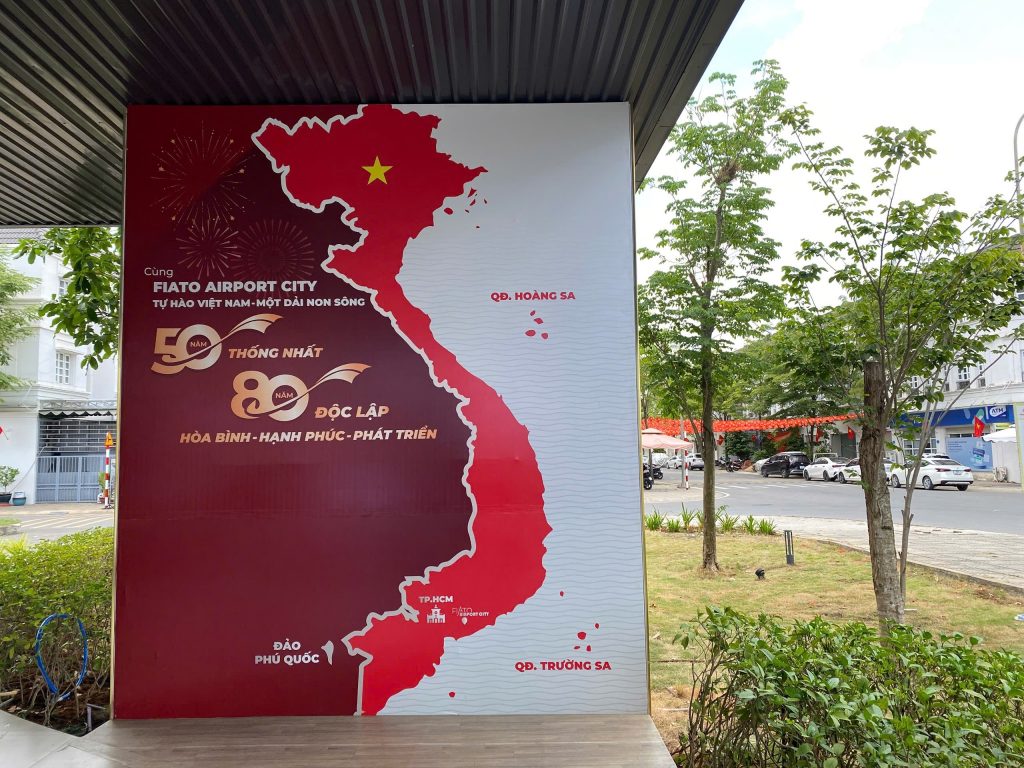 Cùng
FIATO AIRPORT CITY
TỰ HÀO VIỆT NAM - MỘT DẢI NON SÔNG
50 NĂM THỐNG NHẤT
80 NĂM ĐỘC LẬP
HÒA BÌNH - HẠNH PHÚC - PHÁT TRIỂN
QĐ. HOÀNG SA
TP.HCM
FIATO
AIRPORT CITY
ĐẢO
PHÚ QUỐC
QĐ. TRƯỜNG SA
ATM